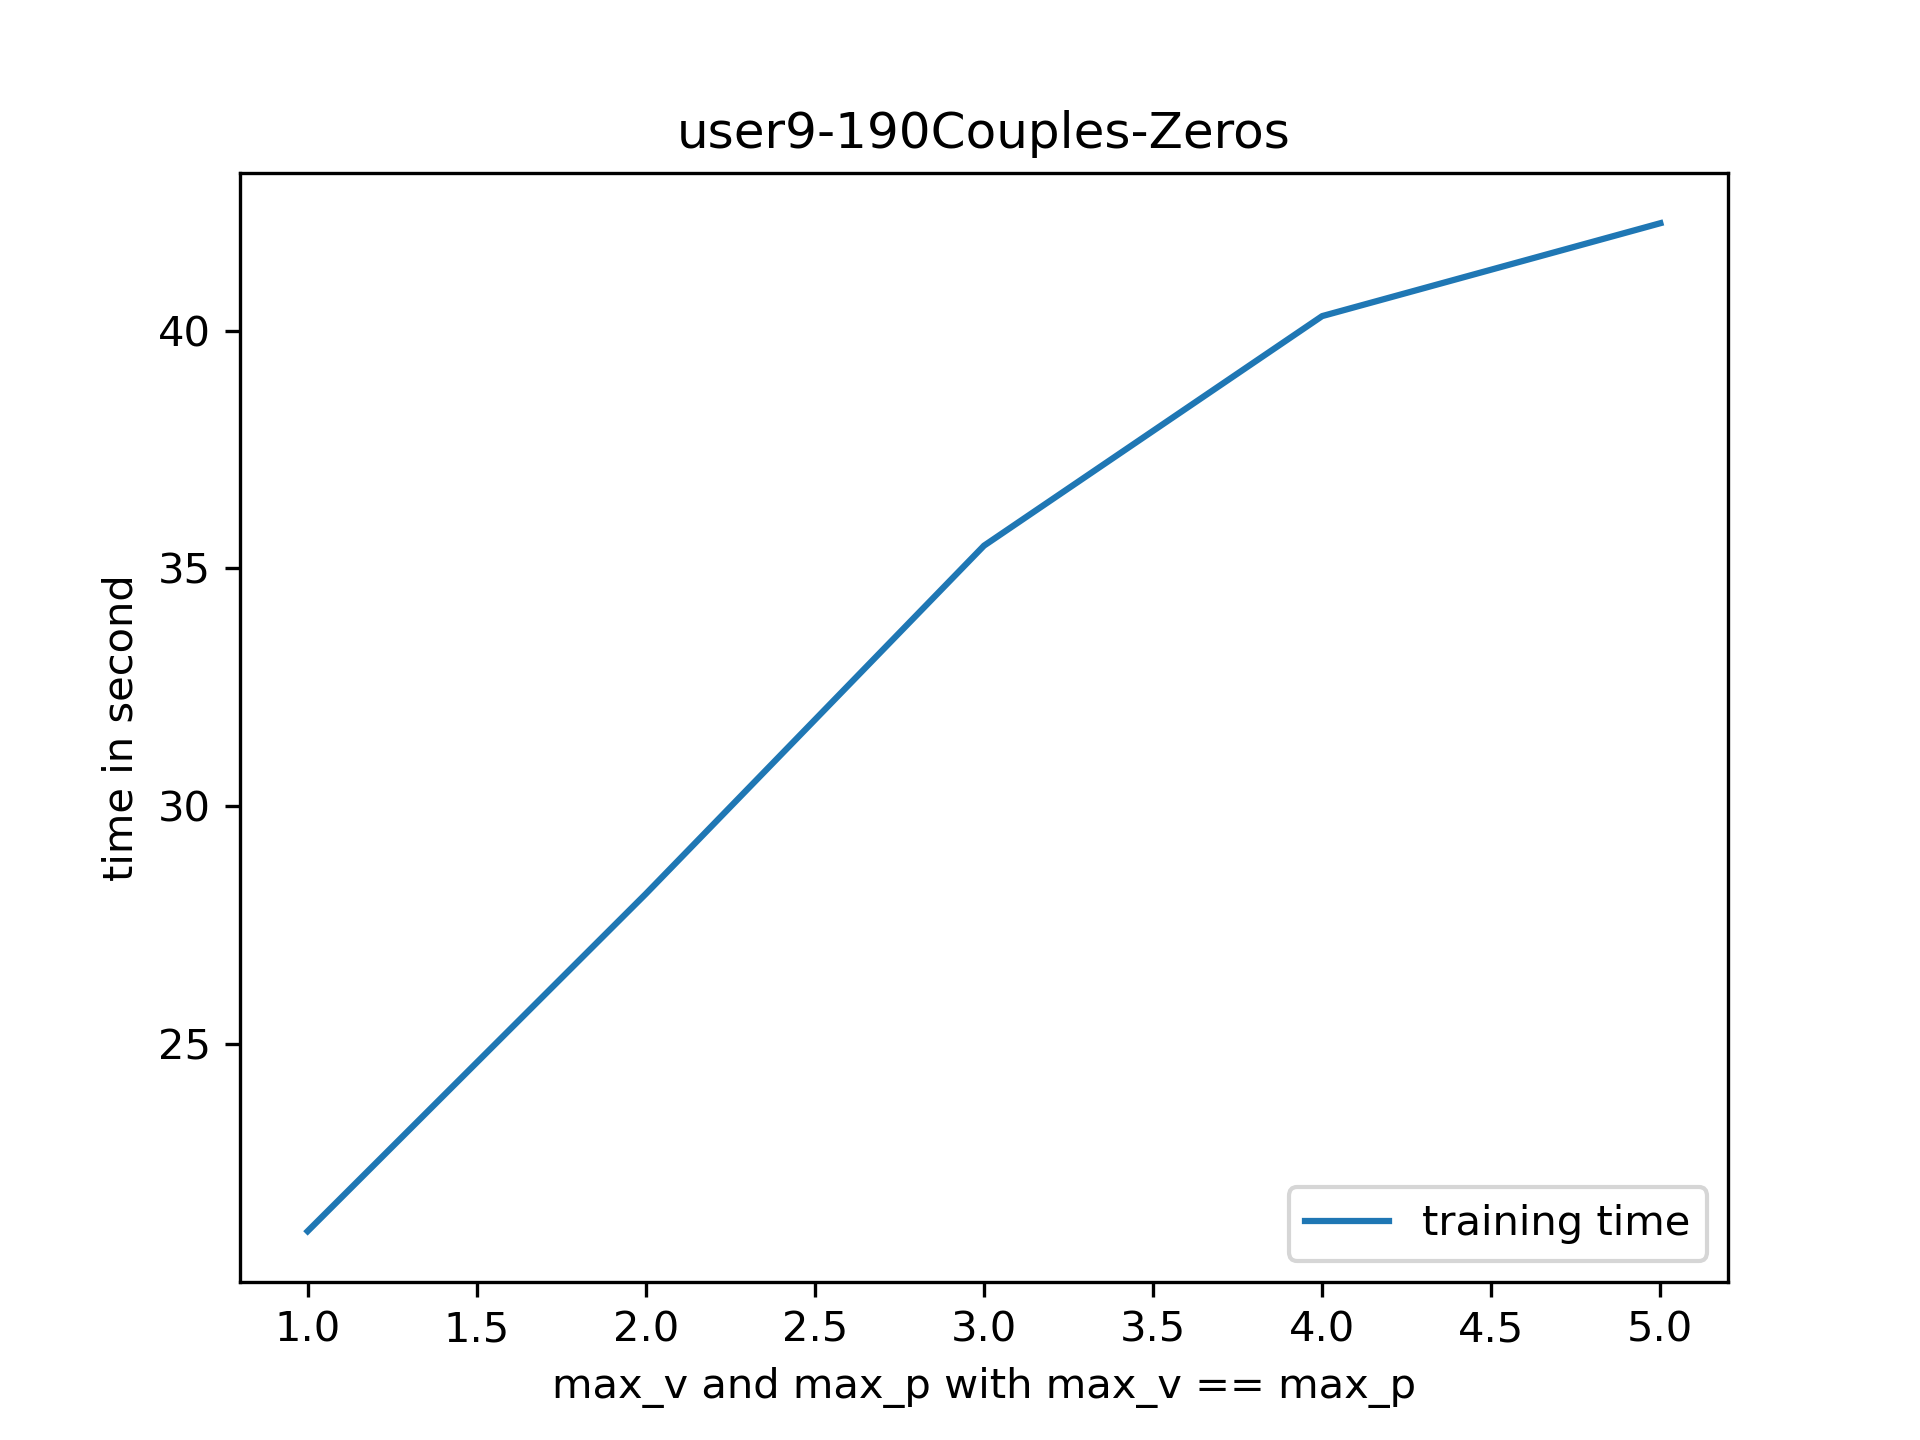 user9-190Couples-Zeros
time in second
40
35
30
25
training time
1.0 1.5 2.0 2.5 3.0 3.5 4.0 4.5 5.0
max_v and max_p with max_v == max_p